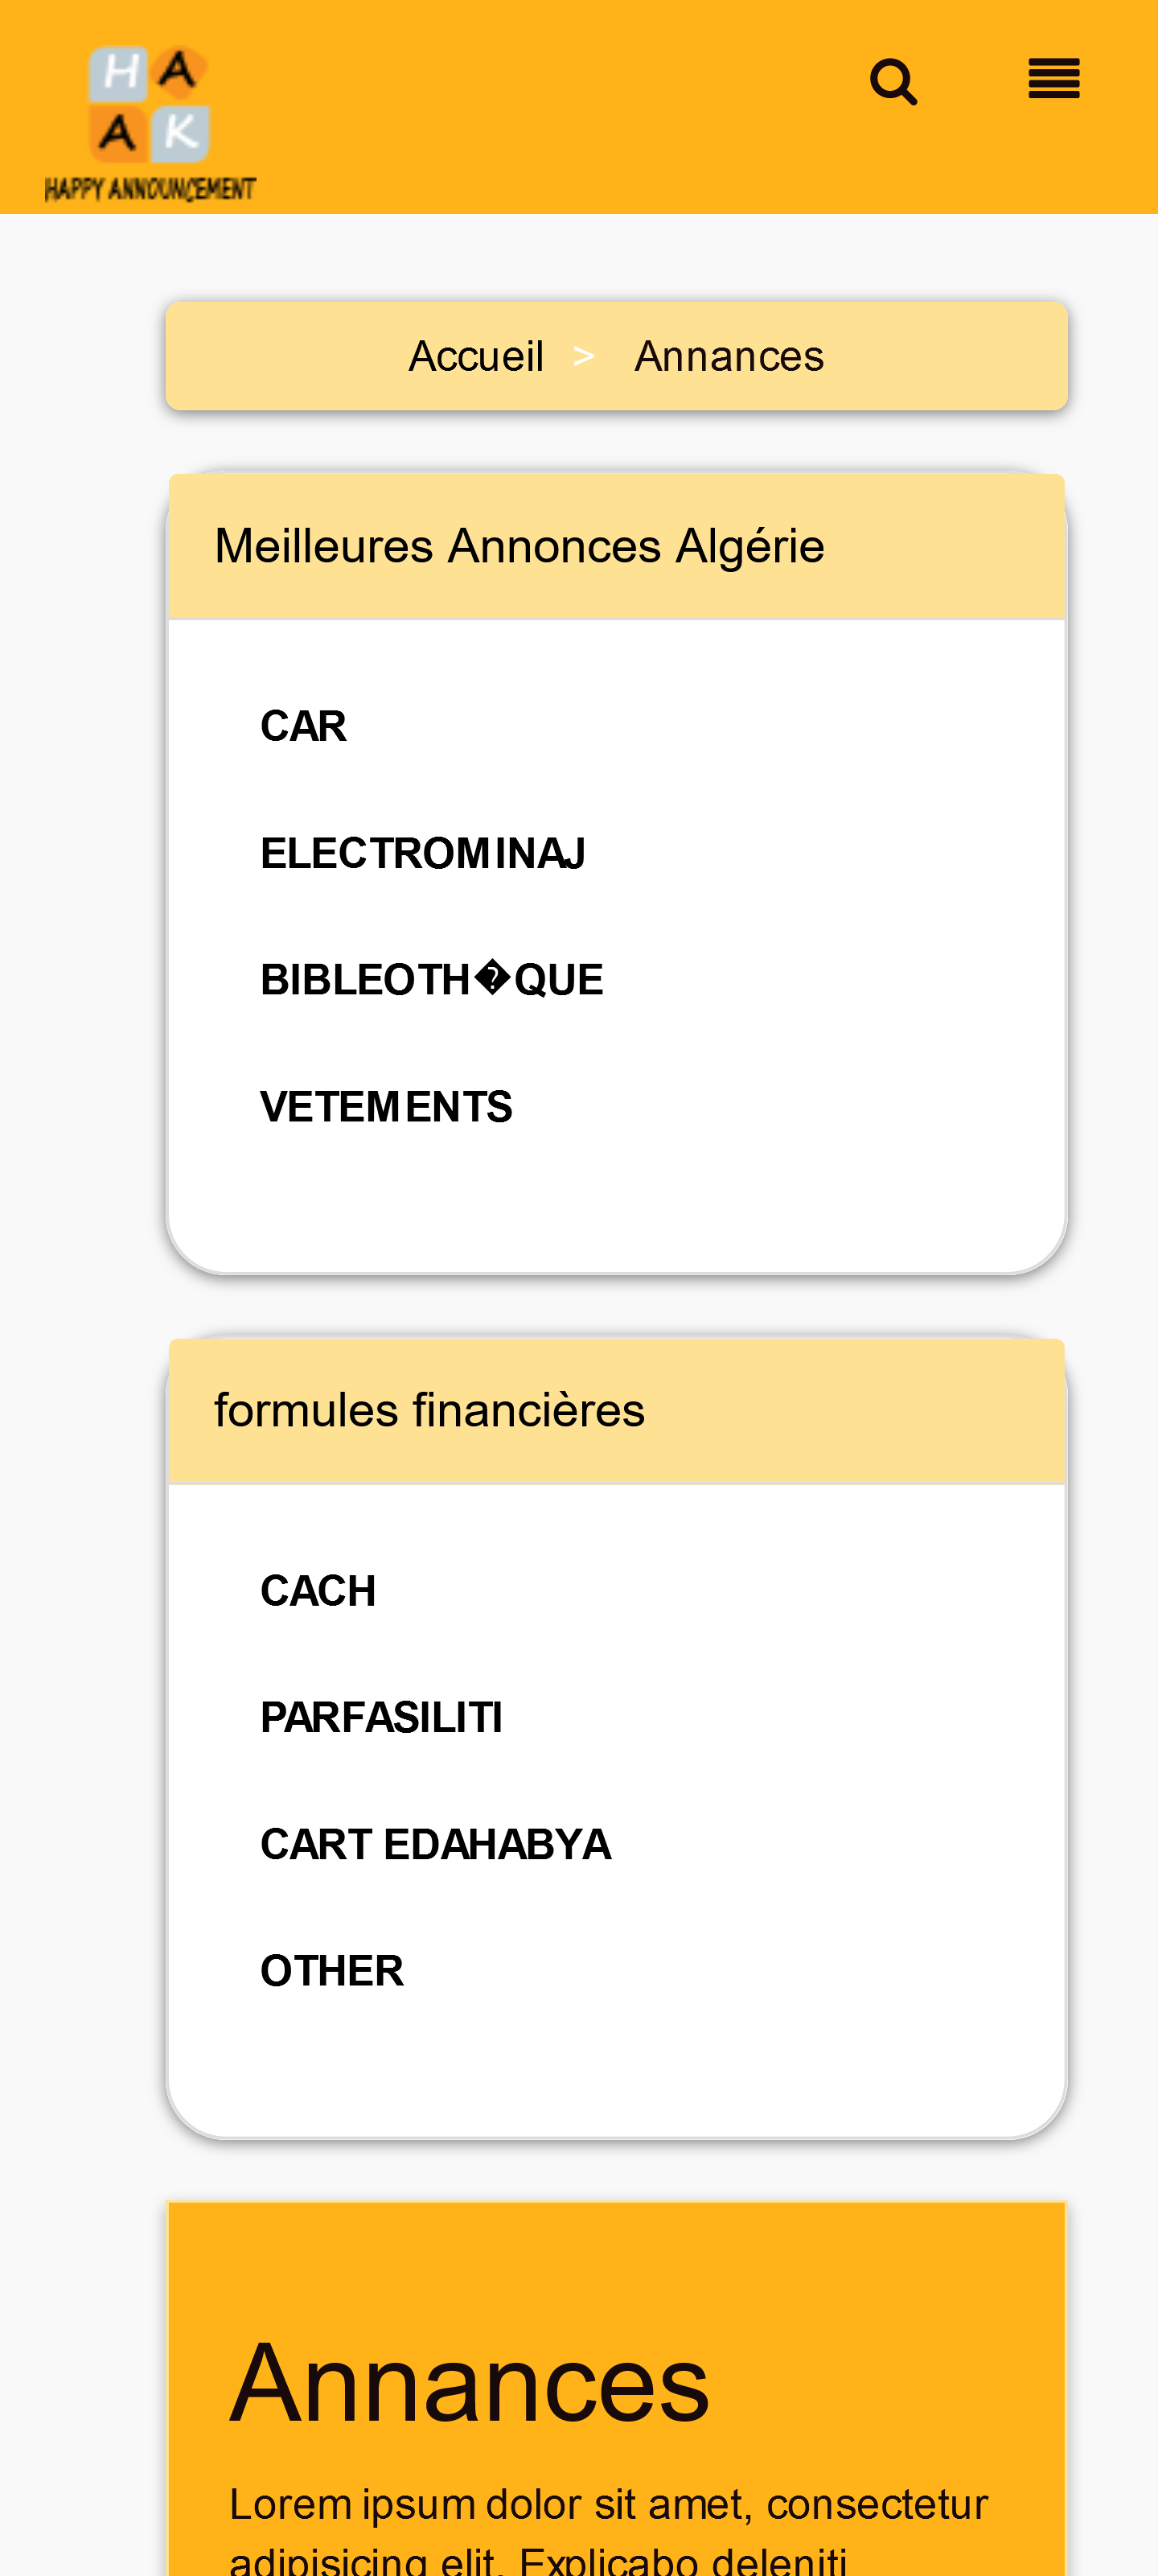 H A
A K
HAPPY ANNOUNCEMENT
Accueil > Annances
Meilleures Annonces Algérie
CAR
ELECTROMINAJ
BIBLEOTH�QUE
VETEMENTS
formules financières
CACH
PARFASILITI
CART EDAHABYA
OTHER
Annances
Lorem ipsum dolor sit amet, consectetur
adipisicing elit. Explicabo deleniti